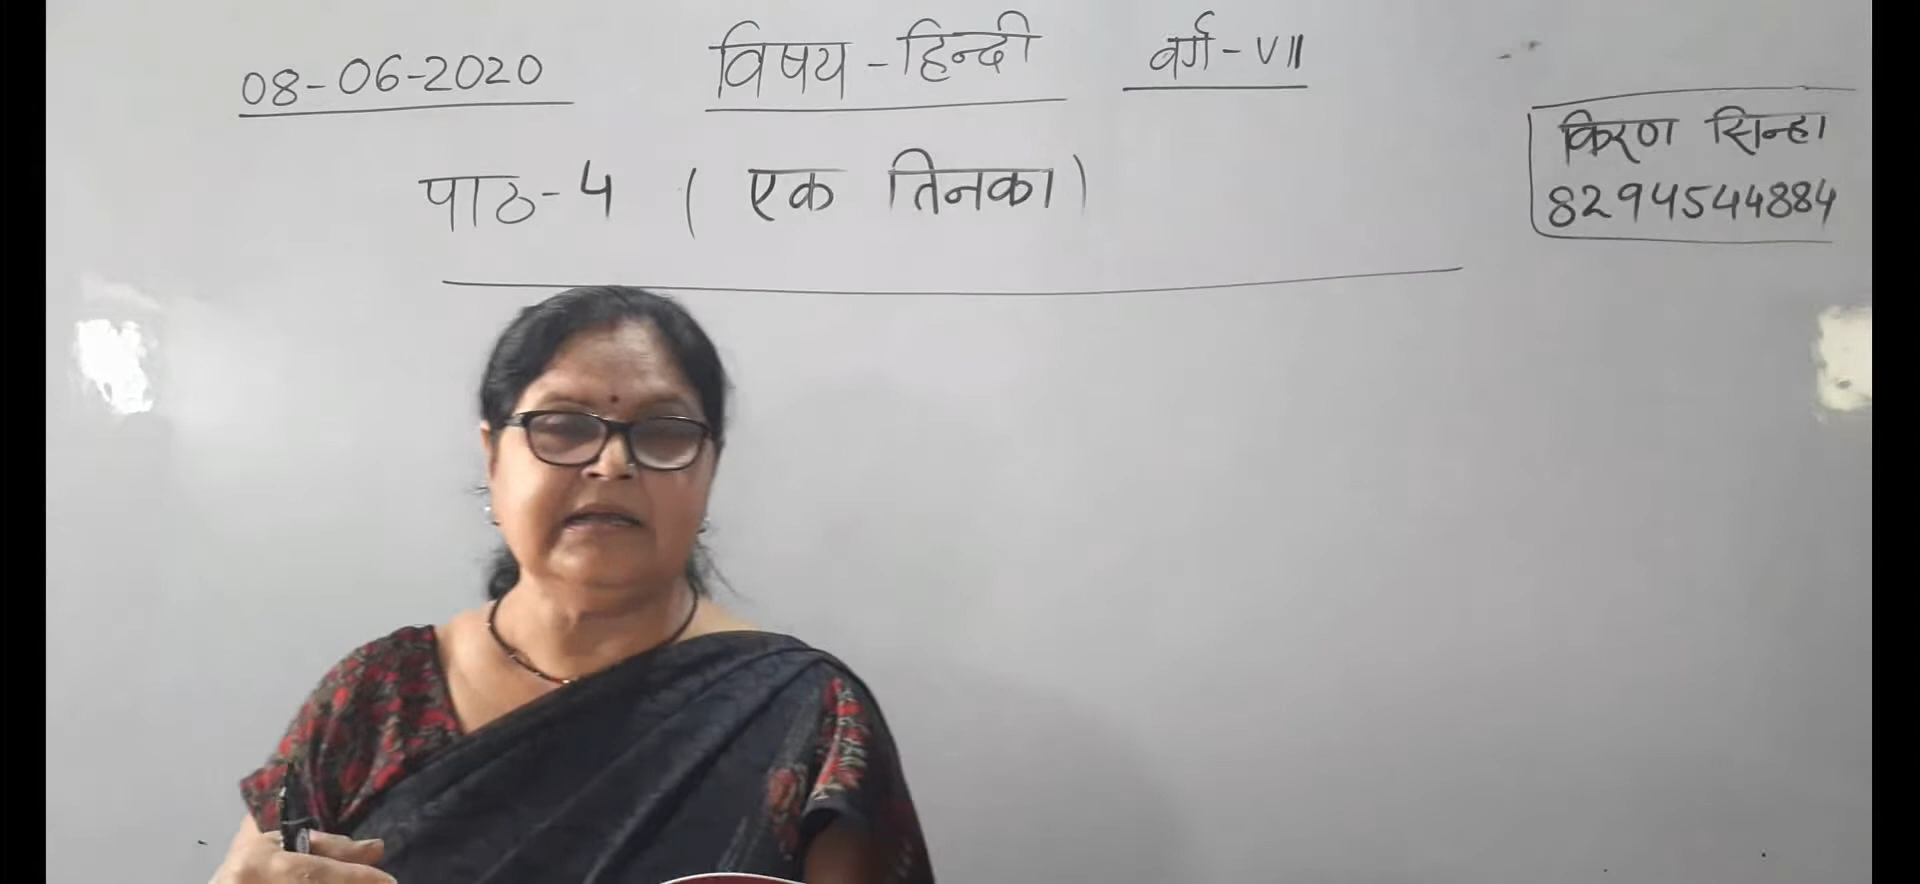 08-06-2020 विषय - हिन्दी वर्ग - VII
पाठ - 4 ( एक तिनका )
किरण सिन्हा
8294544884